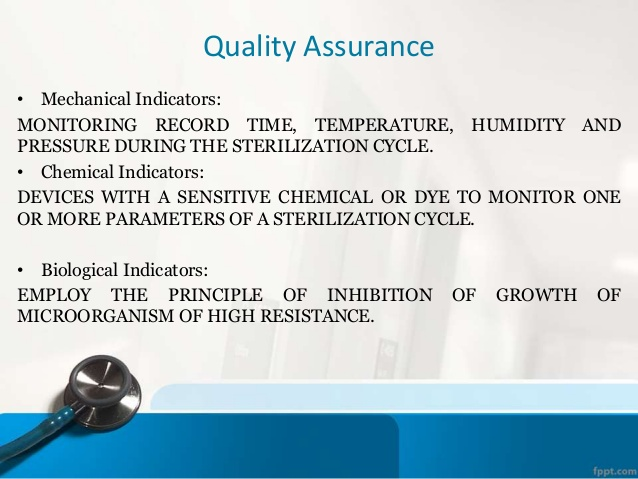 Quality Assurance
• Mechanical Indicators:
MONITORING RECORD TIME, TEMPERATURE, HUMIDITY AND
PRESSURE DURING THE STERILIZATION CYCLE.
• Chemical Indicators:
DEVICES WITH A SENSITIVE CHEMICAL OR DYE TO MONITOR ONE
OR MORE PARAMETERS OF A STERILIZATION CYCLE.
• Biological Indicators:
EMPLOY THE PRINCIPLE OF INHIBITION OF GROWTH OF
MICROORGANISM OF HIGH RESISTANCE.
fppt.com